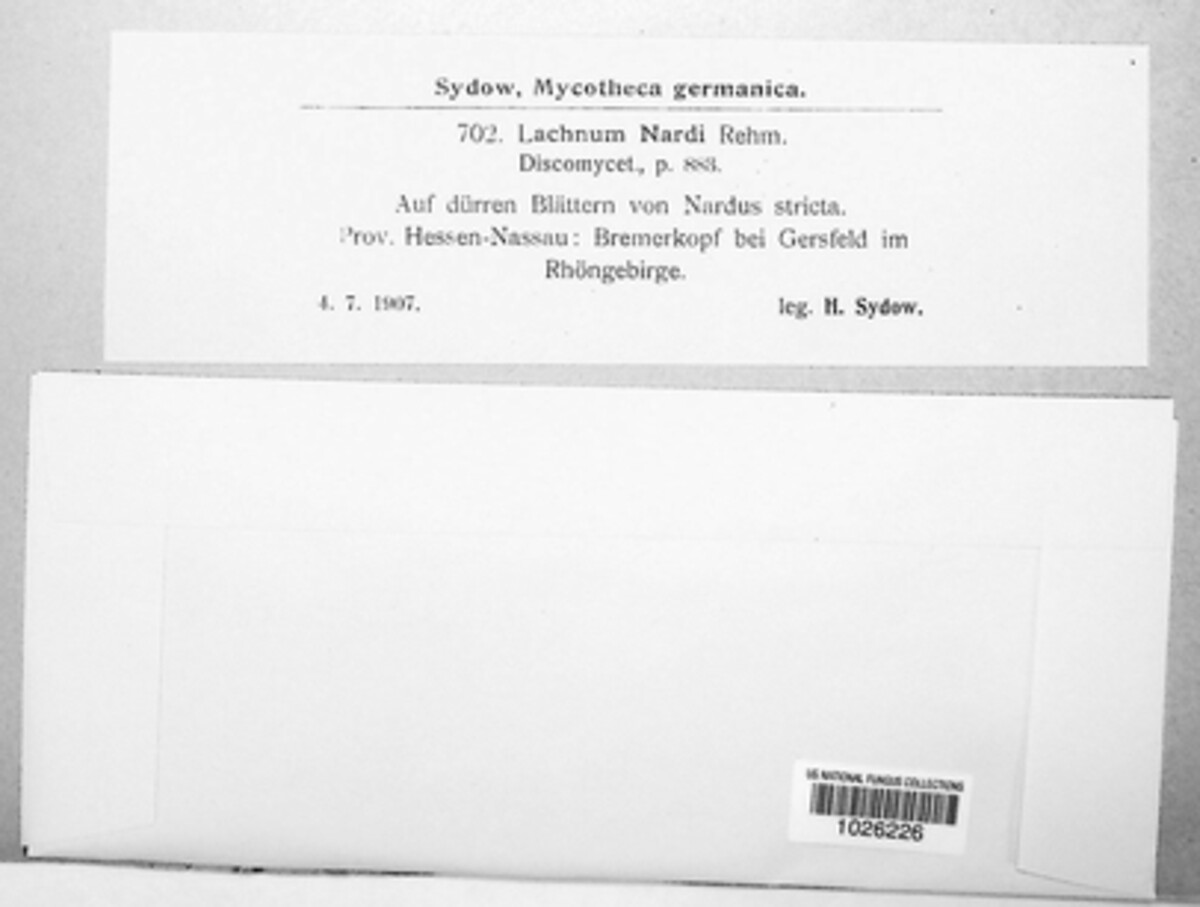 Sydow, Mycotheca germanica.
702. Lachnum Nardi Rehm.
Discomycet., p. 883.
Auf dürren Blättern von Nardus stricta.
Prov. Hessen-Nassau: Bremerkopf bei Gersfeld im
Rhöngebirge.
4. 7. 1907.
leg. H. Sydow.
US NATIONAL FUNGUS COLLECTIONS
1026226